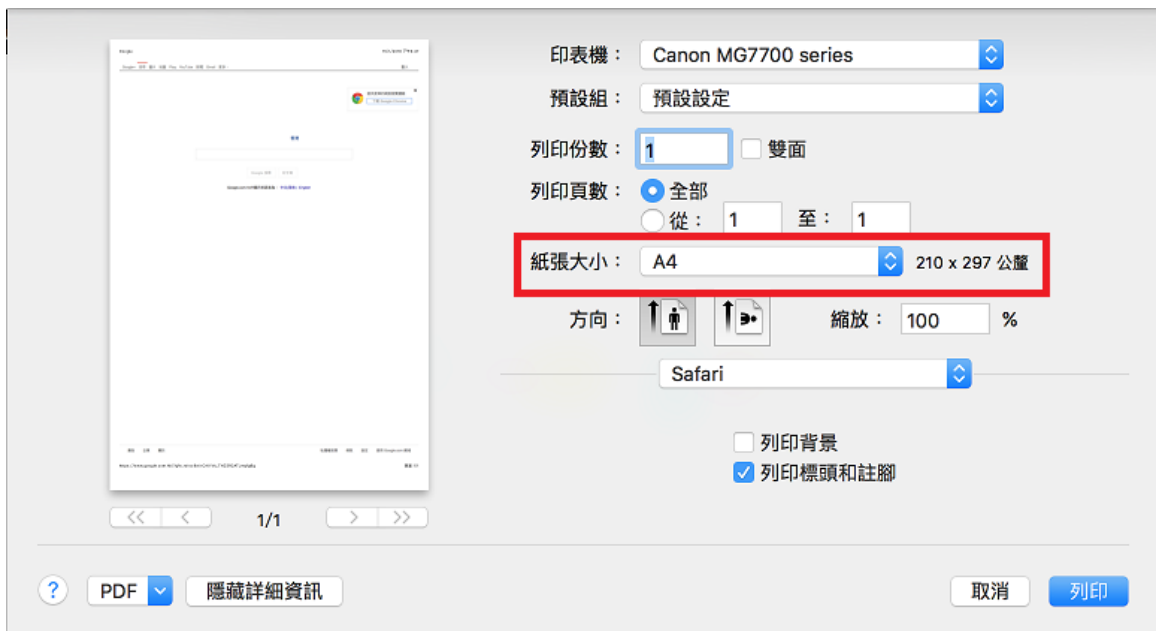 印表機： Canon MG7700 series
預設組： 預設設定
列印份數： 1 雙面
列印頁數： 全部
從： 1 至： 1
紙張大小： A4 210 x 297 公釐
方向： 縮放： 100 %
Safari
列印背景
列印標頭和註腳
1/1
? PDF 隱藏詳細資訊 取消 列印